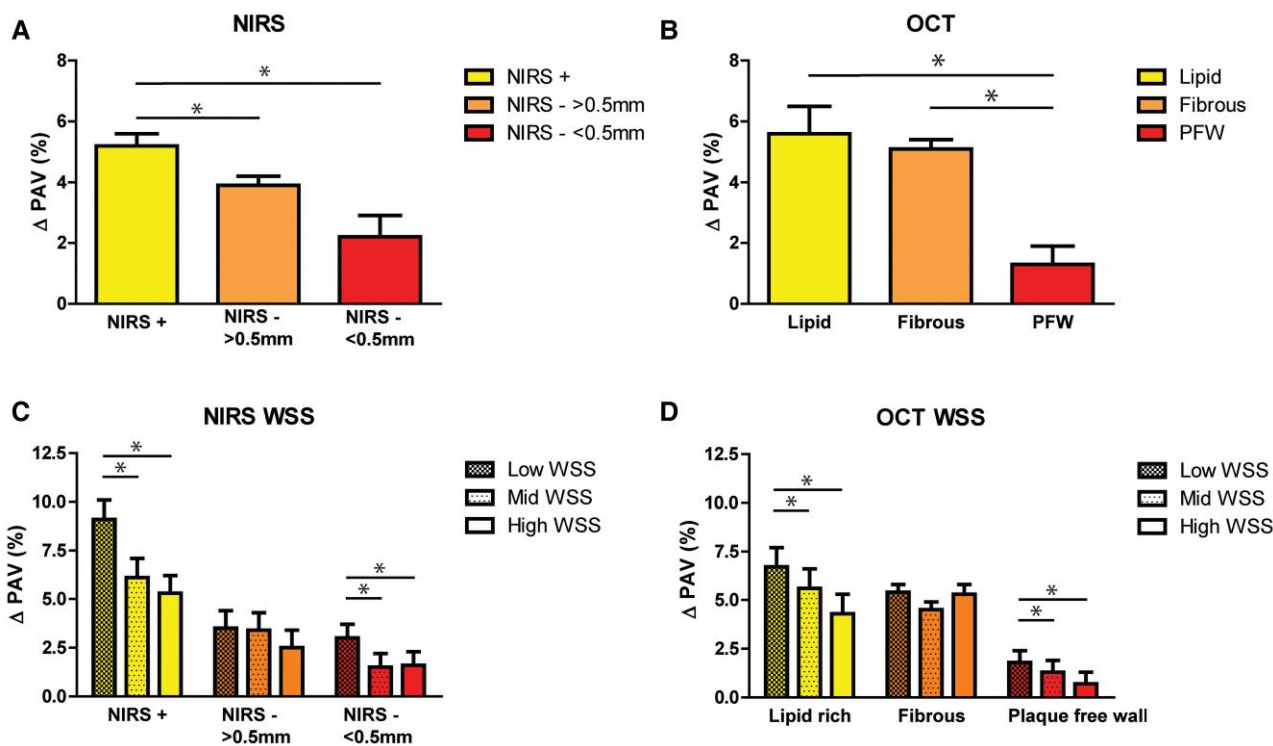 A
NIRS
Δ PAV (%)
8
6
4
2
0
*
*
NIRS +
NIRS -
>0.5mm
NIRS -
<0.5mm
NIRS +
NIRS - >0.5mm
NIRS - <0.5mm
B
OCT
Δ PAV (%)
8
6
4
2
0
*
*
Lipid
Fibrous
PFW
Lipid
Fibrous
PFW
C
NIRS WSS
Δ PAV (%)
12.5
10.0
7.5
5.0
2.5
0.0
*
*
*
*
NIRS +
NIRS -
>0.5mm
NIRS -
<0.5mm
Low WSS
Mid WSS
High WSS
D
OCT WSS
Δ PAV (%)
12.5
10.0
7.5
5.0
2.5
0.0
*
*
*
*
Lipid rich
Fibrous
Plaque free wall
Low WSS
Mid WSS
High WSS